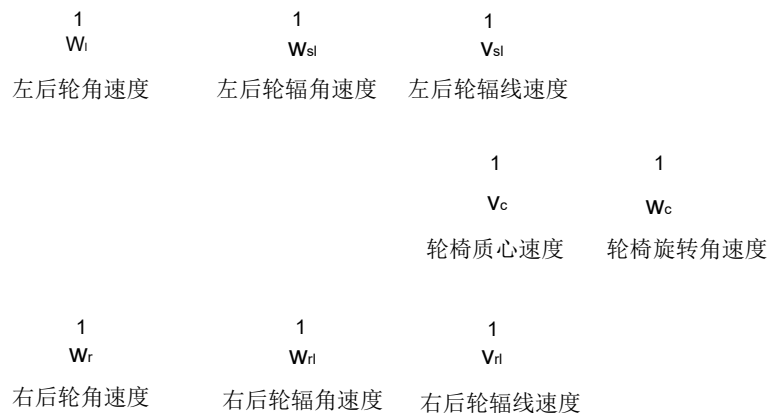 1 1 1
Wl Wsl Vsl
左后轮角速度 左后轮辐角速度 左后轮辐线速度
1 1
Vc Wc
轮椅质心速度 轮椅旋转角速度
1 1 1
Wr Wrl Vrl
右后轮角速度 右后轮辐角速度 右后轮辐线速度